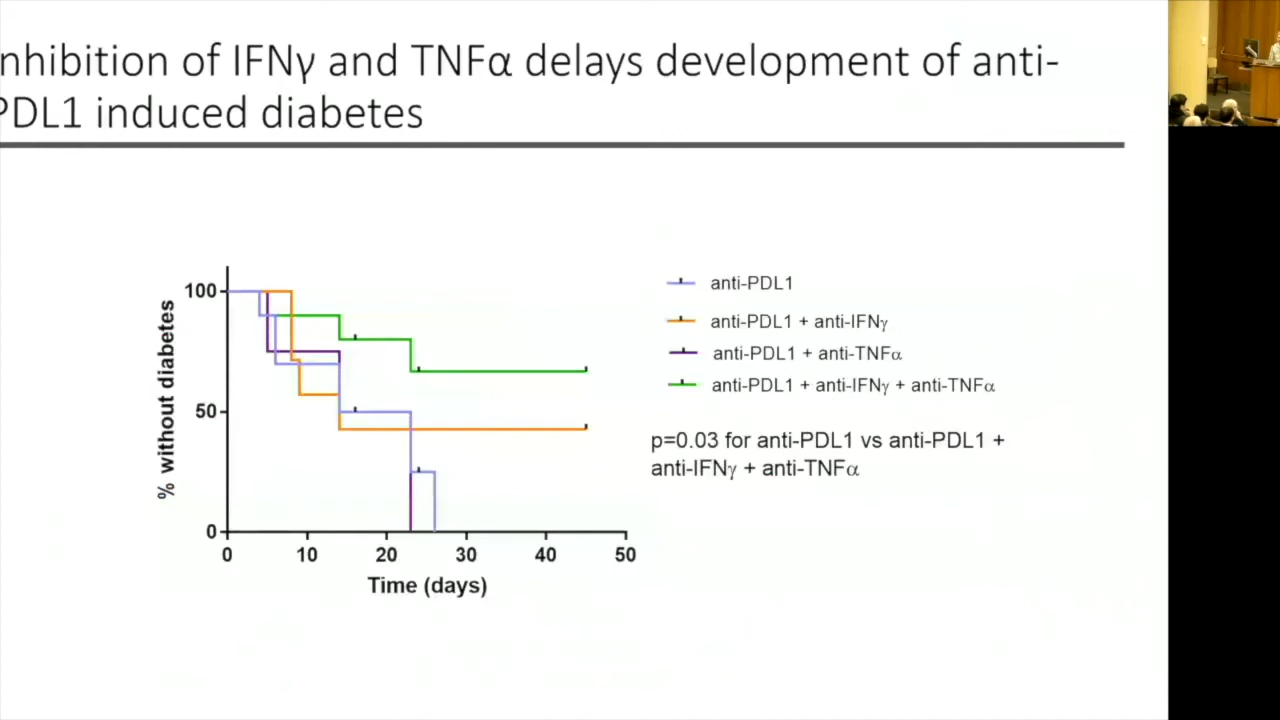 nhibition of IFNγ and TNFα delays development of anti-
PDL1 induced diabetes
100
50
0
% without diabetes
0 10 20 30 40 50
Time (days)
anti-PDL1
anti-PDL1 + anti-IFNγ
anti-PDL1 + anti-TNFα
anti-PDL1 + anti-IFNγ + anti-TNFα
p=0.03 for anti-PDL1 vs anti-PDL1 +
anti-IFNγ + anti-TNFα